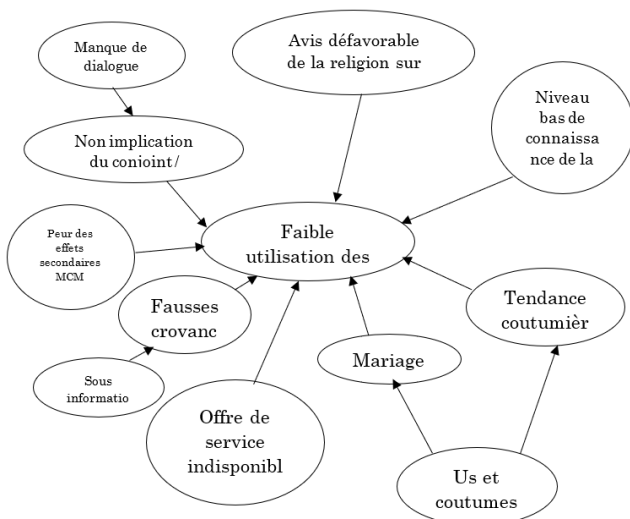 Manque de
dialogue
Avis défavorable
de la religion sur
Niveau
bas de
connaissa
nce de la
Non implication
du conioint /
Peur des
effets
secondaires
MCM
Faible
utilisation des
Fausses
crovanc
Tendance
coutumièr
Mariage
Sous
informatio
Offre de
service
indisponibl
Us et
coutumes